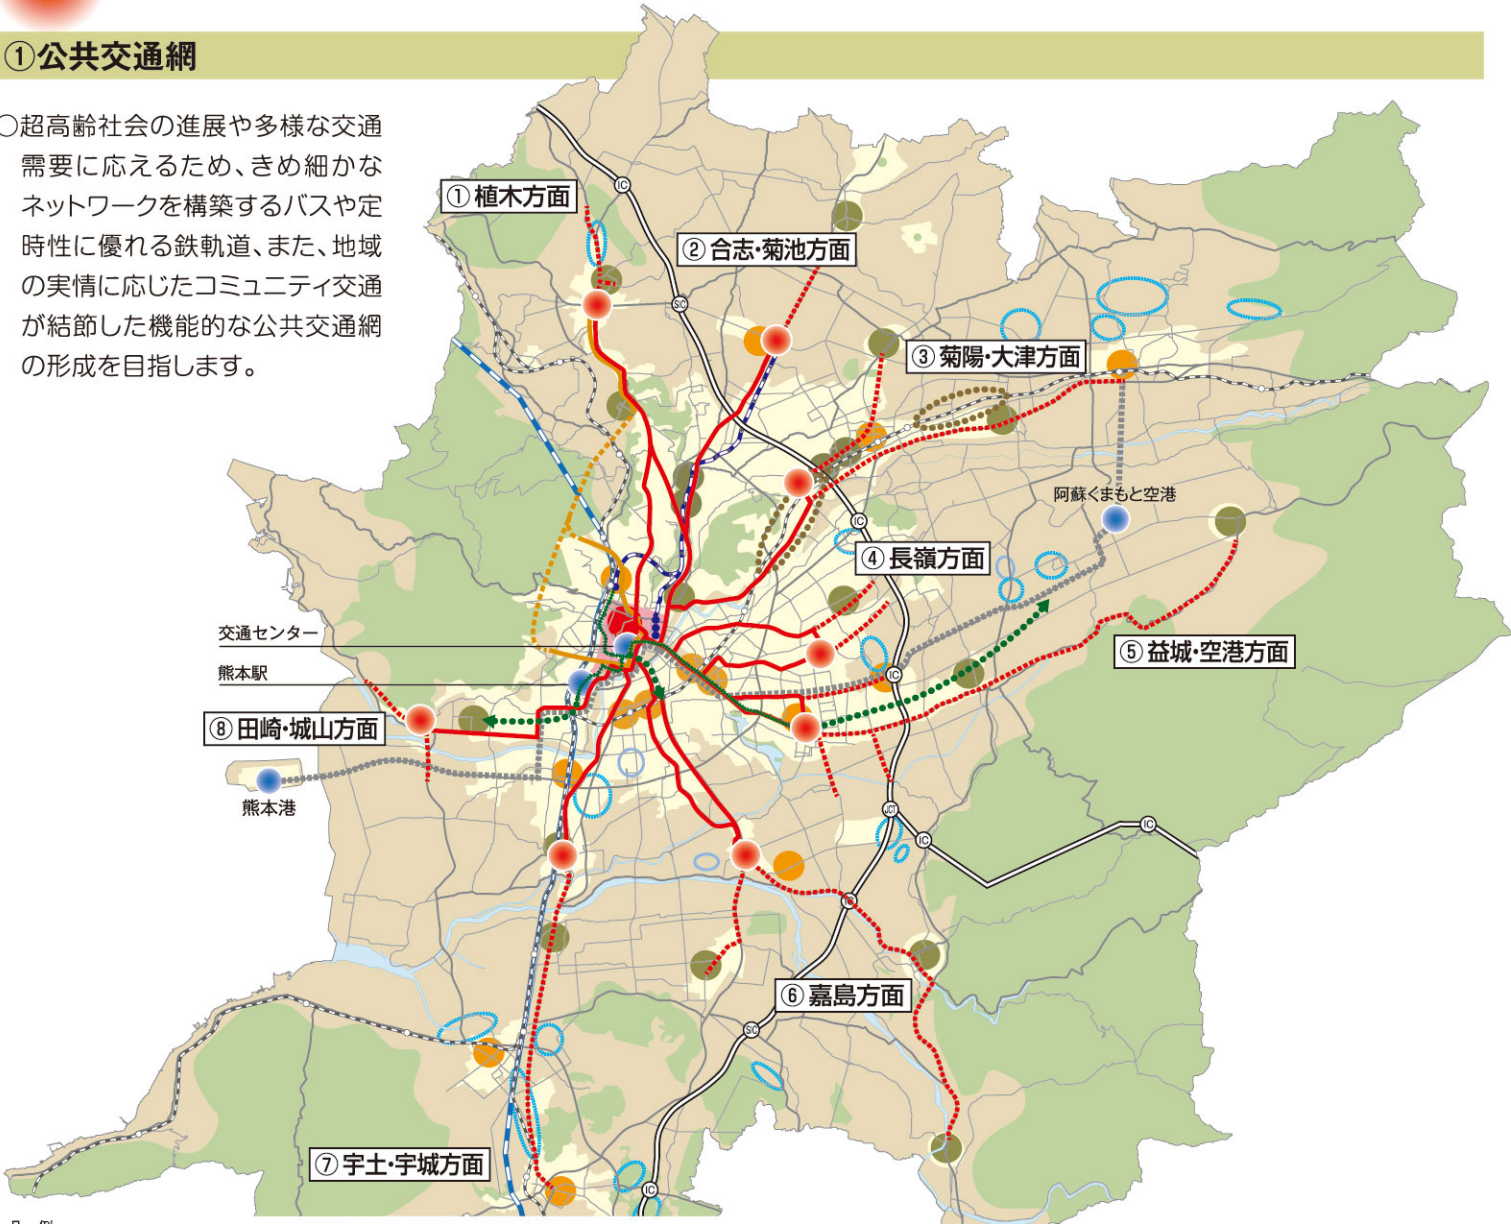 ①公共交通網
○超高齢社会の進展や多様な交通
需要に応えるため、きめ細かな
ネットワークを構築するバスや定
時性に優れる鉄軌道、また、地域
の実情に応じたコミュニティ交通
が結節した機能的な公共交通網
の形成を目指します。
IC
① 植木方面
② 合志・菊池方面
SIC
③ 菊陽・大津方面
阿蘇くまもと空港
IC
④ 長嶺方面
交通センター
⑤ 益城・空港方面
熊本駅
IC
⑧ 田崎・城山方面
熊本港
JCT
IC
IC
IC
⑥ 嘉島方面
SIC
⑦ 宇土・宇城方面
IC